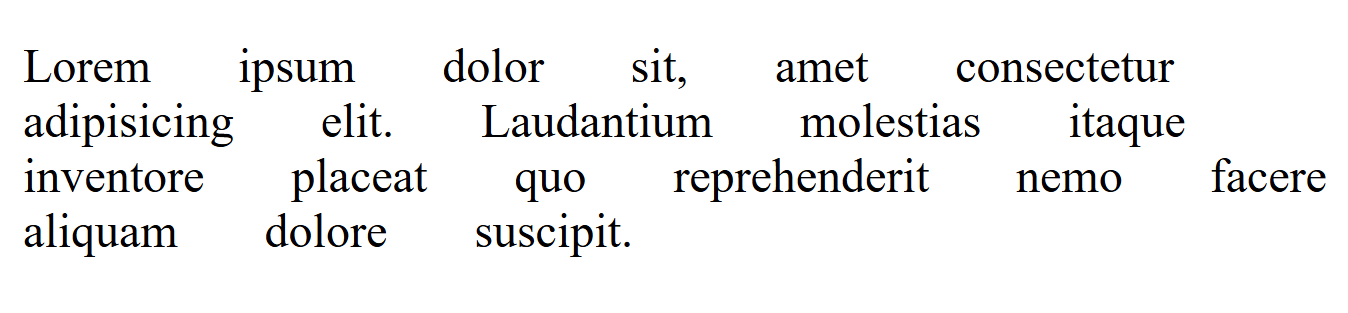 Lorem ipsum dolor sit, amet consectetur
adipisicing elit. Laudantium molestias itaque
inventore placeat quo reprehenderit nemo facere
aliquam dolore suscipit.